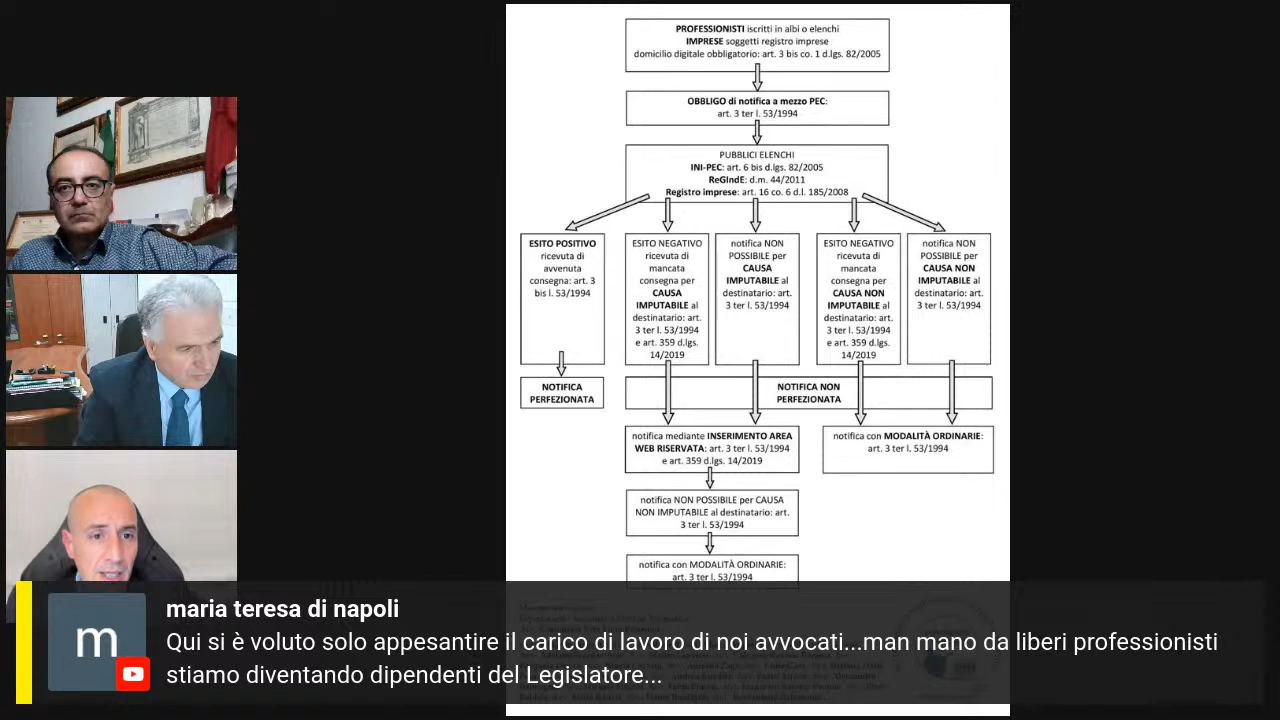 PROFESSIONISTI iscritti in albi o elenchi
IMPRESE soggetti registro imprese
domicilio digitale obbligatorio: art. 3 bis co. 1 d.lgs. 82/2005
OBBLIGO di notifica a mezzo PEC:
art. 3 ter l. 53/1994
PUBBLICI ELENCHI
INI-PEC: art. 6 bis d.lgs. 82/2005
ReGIndE: d.m. 44/2011
Registro imprese: art. 16 co. 6 d.l. 185/2008
ESITO POSITIVO
ricevuta di
avvenuta
consegna: art. 3
bis l. 53/1994
ESITO NEGATIVO
ricevuta di
mancata
consegna per
CAUSA
IMPUTABILE al
destinatario: art.
3 ter l. 53/1994
e art. 359 d.lgs.
14/2019
notifica NON
POSSIBILE per
CAUSA
IMPUTABILE al
destinatario: art.
3 ter l. 53/1994
ESITO NEGATIVO
ricevuta di
mancata
consegna per
CAUSA NON
IMPUTABILE al
destinatario: art.
3 ter l. 53/1994
e art. 359 d.lgs.
14/2019
notifica NON
POSSIBILE per
CAUSA NON
IMPUTABILE al
destinatario: art.
3 ter l. 53/1994
NOTIFICA
PERFEZIONATA
NOTIFICA NON
PERFEZIONATA
notifica mediante INSERIMENTO AREA
WEB RISERVATA: art. 3 ter l. 53/1994
e art. 359 d.lgs. 14/2019
notifica con MODALITÀ ORDINARIE:
art. 3 ter l. 53/1994
notifica NON POSSIBILE per CAUSA
NON IMPUTABILE al destinatario: art.
3 ter l. 53/1994
notifica con MODALITÀ ORDINARIE:
art. 3 ter l. 53/1994
m
maria teresa di napoli
Qui si è voluto solo appesantire il carico di lavoro di noi avvocati...man mano da liberi professionisti
stiamo diventando dipendenti del Legislatore...